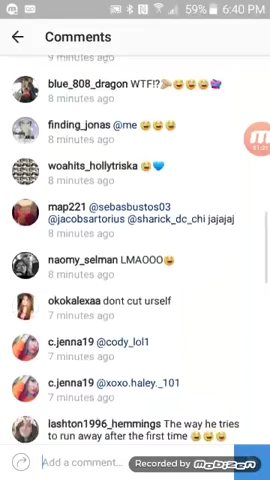 59% 6:40 PM
Comments
9 minutes ago
blue_808_dragon WTF!?
8 minutes ago
finding_jonas @me
8 minutes ago
woahits_hollytriska
8 minutes ago
map221 @sebasbustos03
@jacobsartorius @sharick_dc_chi jajajaj
8 minutes ago
naomy_selman LMAOOO
8 minutes ago
okokalexaa dont cut urself
7 minutes ago
c.jenna19 @cody_lol1
7 minutes ago
c.jenna19 @xoxo.haley._101
7 minutes ago
lashton1996_hemmings The way he tries
to run away after the first time
Add a comment...
Recorded by Mobizen